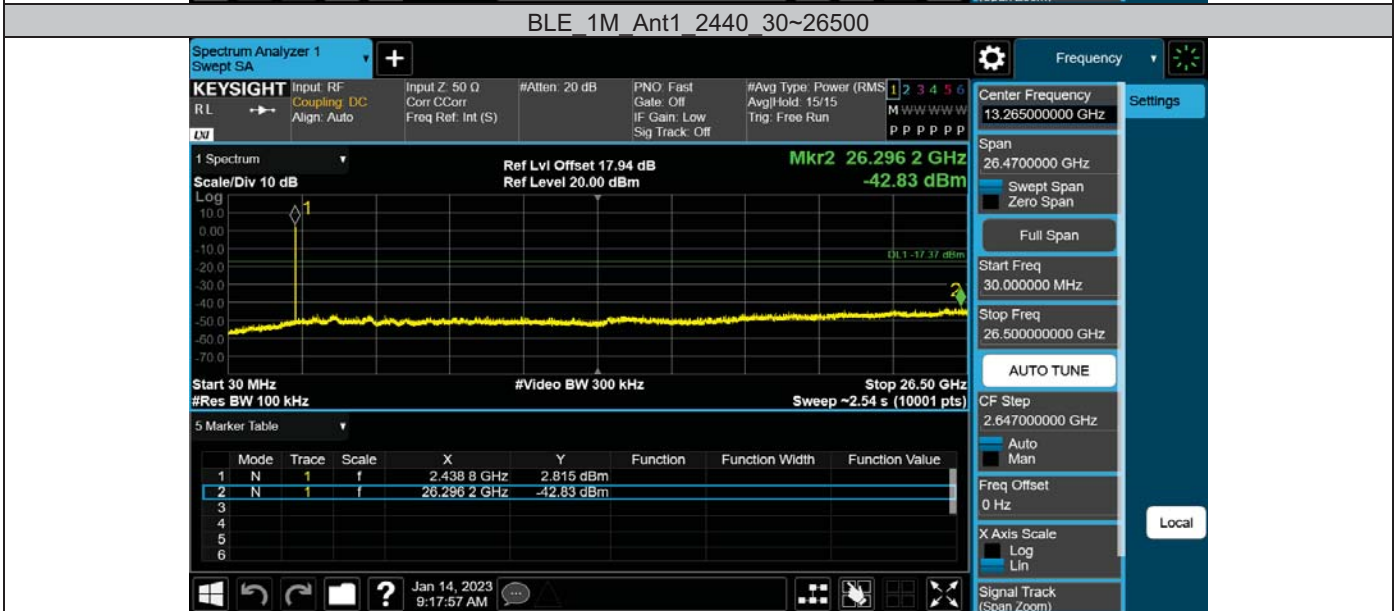 (Span Zoom)
BLE_1M_Ant1_2440_30~26500
Spectrum Analyzer 1
Swept SA
Frequency
KEYSIGHT
RL
LXI
Input: RF
Coupling: DC
Align: Auto
Input Z: 50 Ω
Corr CCorr
Freq Ref: Int (S)
#Atten: 20 dB
PNO: Fast
Gate: Off
IF Gain: Low
Sig Track: Off
#Avg Type: Power (RMS
Avg|Hold: 15/15
Trig: Free Run
1 2 3 4 5 6
M W W W W W
P P P P P P
Center Frequency
13.265000000 GHz
Settings
1 Spectrum
Scale/Div 10 dB
Ref Lvl Offset 17.94 dB
Ref Level 20.00 dBm
Mkr2 26.296 2 GHz
-42.83 dBm
Span
26.4700000 GHz
Swept Span
Zero Span
Full Span
Log
10.0
0.00
-10.0
-20.0
-30.0
-40.0
-50.0
-60.0
-70.0
1
DL1 -17.37 dBm
2
Start Freq
30.000000 MHz
Stop Freq
26.500000000 GHz
AUTO TUNE
Start 30 MHz
#Video BW 300 kHz
Stop 26.50 GHz
#Res BW 100 kHz
Sweep ~2.54 s (10001 pts)
CF Step
2.647000000 GHz
Auto
Man
5 Marker Table
Mode Trace Scale X Y Function Function Width Function Value
1 N 1 f 2.438 8 GHz 2.815 dBm
2 N 1 f 26.296 2 GHz -42.83 dBm
3
4
5
6
Freq Offset
0 Hz
X Axis Scale
Log
Lin
Local
Signal Track
(Span Zoom)
?
Jan 14, 2023
9:17:57 AM